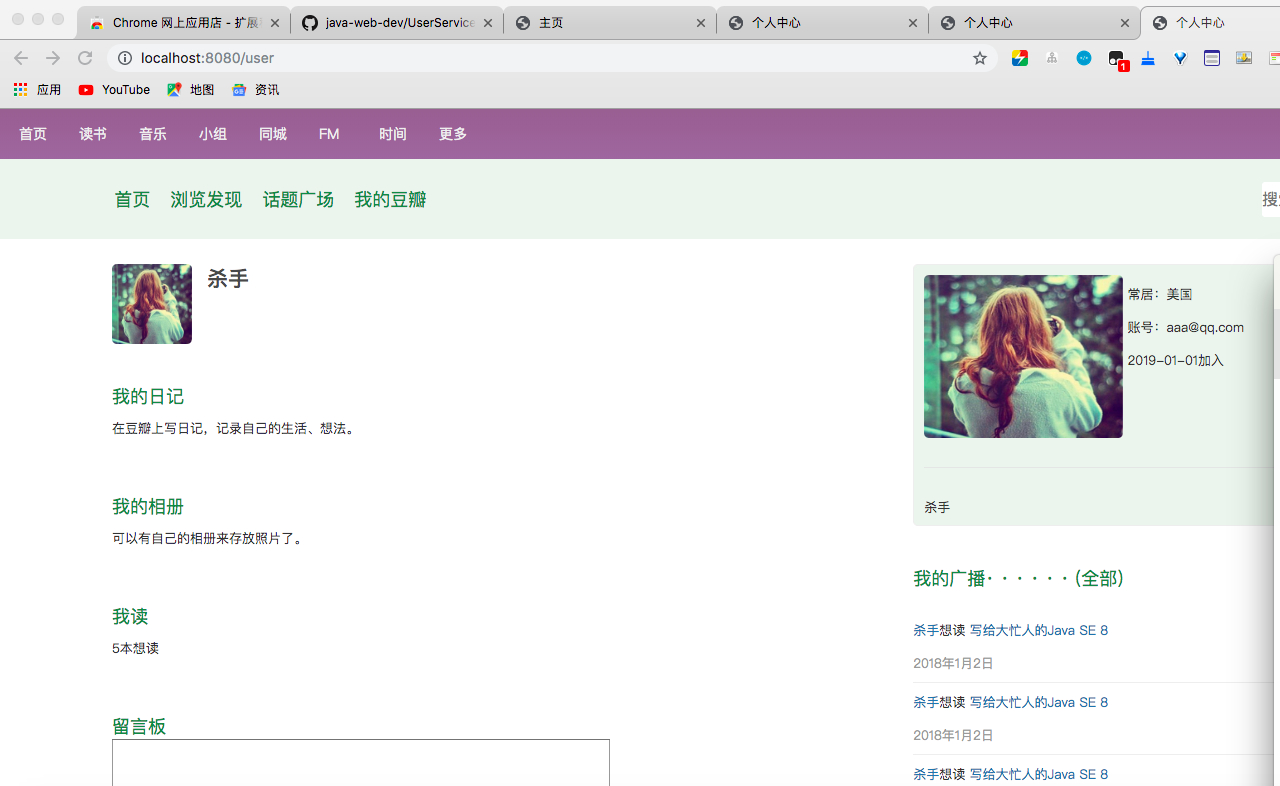 Chrome 网上应用店 - 扩展
java-web-dev/UserService
主页
个人中心
个人中心
个人中心
localhost:8080/user
1
应用
YouTube
地图
资讯
首页 读书 音乐 小组 同城 FM 时间 更多
首页 浏览发现 话题广场 我的豆瓣
杀手
我的日记
在豆瓣上写日记，记录自己的生活、想法。
我的相册
可以有自己的相册来存放照片了。
我读
5本想读
留言板
常居：美国
账号：aaa@qq.com
2019-01-01加入
杀手
我的广播· · · · · · (全部)
杀手想读 写给大忙人的Java SE 8
2018年1月2日
杀手想读 写给大忙人的Java SE 8
2018年1月2日
杀手想读 写给大忙人的Java SE 8